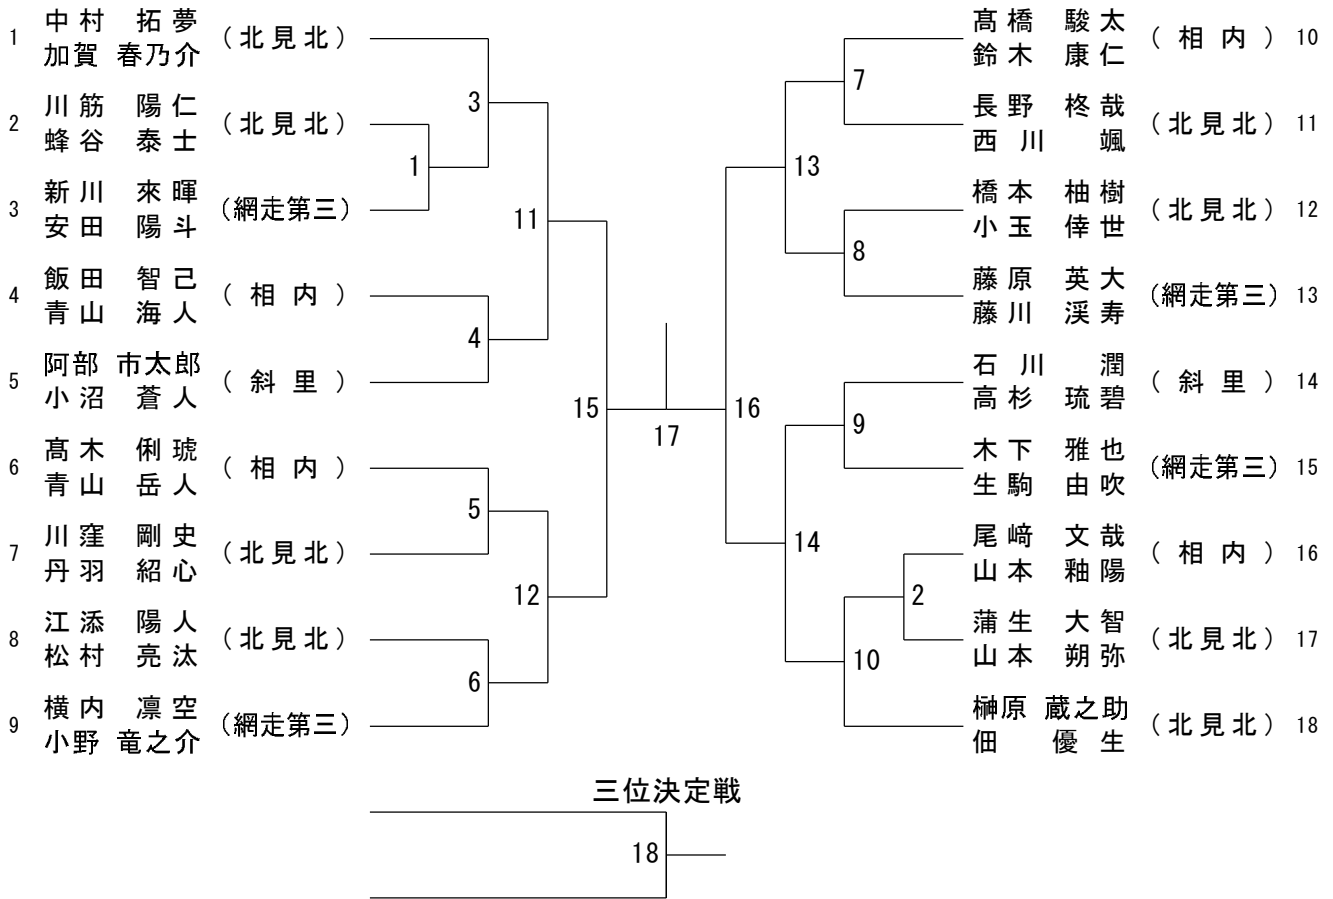 1 中村 拓夢 (北見北)
加賀 春乃介
2 川筋 陽仁 (北見北)
蜂谷 泰士
3 新川 來暉 (網走第三)
安田 陽斗
4 飯田 智己 (相内)
青山 海人
5 阿部 市太郎 (斜里)
小沼 蒼人
6 髙木 俐琥 (相内)
青山 岳人
7 川窪 剛史 (北見北)
丹羽 紹心
8 江添 陽人 (北見北)
松村 亮汰
9 横内 凛空 (網走第三)
小野 竜之介
3
1
11
4
15
5
12
6
17
7
13
8
16
9
14
2
10
髙橋 駿太 (相内) 10
鈴木 康仁
長野 柊哉 (北見北) 11
西川 颯
橋本 柚樹 (北見北) 12
小玉 倖世
藤原 英大 (網走第三) 13
藤川 渓寿
石川 潤 (斜里) 14
高杉 琉碧
木下 雅也 (網走第三) 15
生駒 由吹
尾﨑 文哉 (相内) 16
山本 釉陽
蒲生 大智 (北見北) 17
山本 朔弥
榊原 蔵之助 (北見北) 18
佃 優生
三位決定戦
18